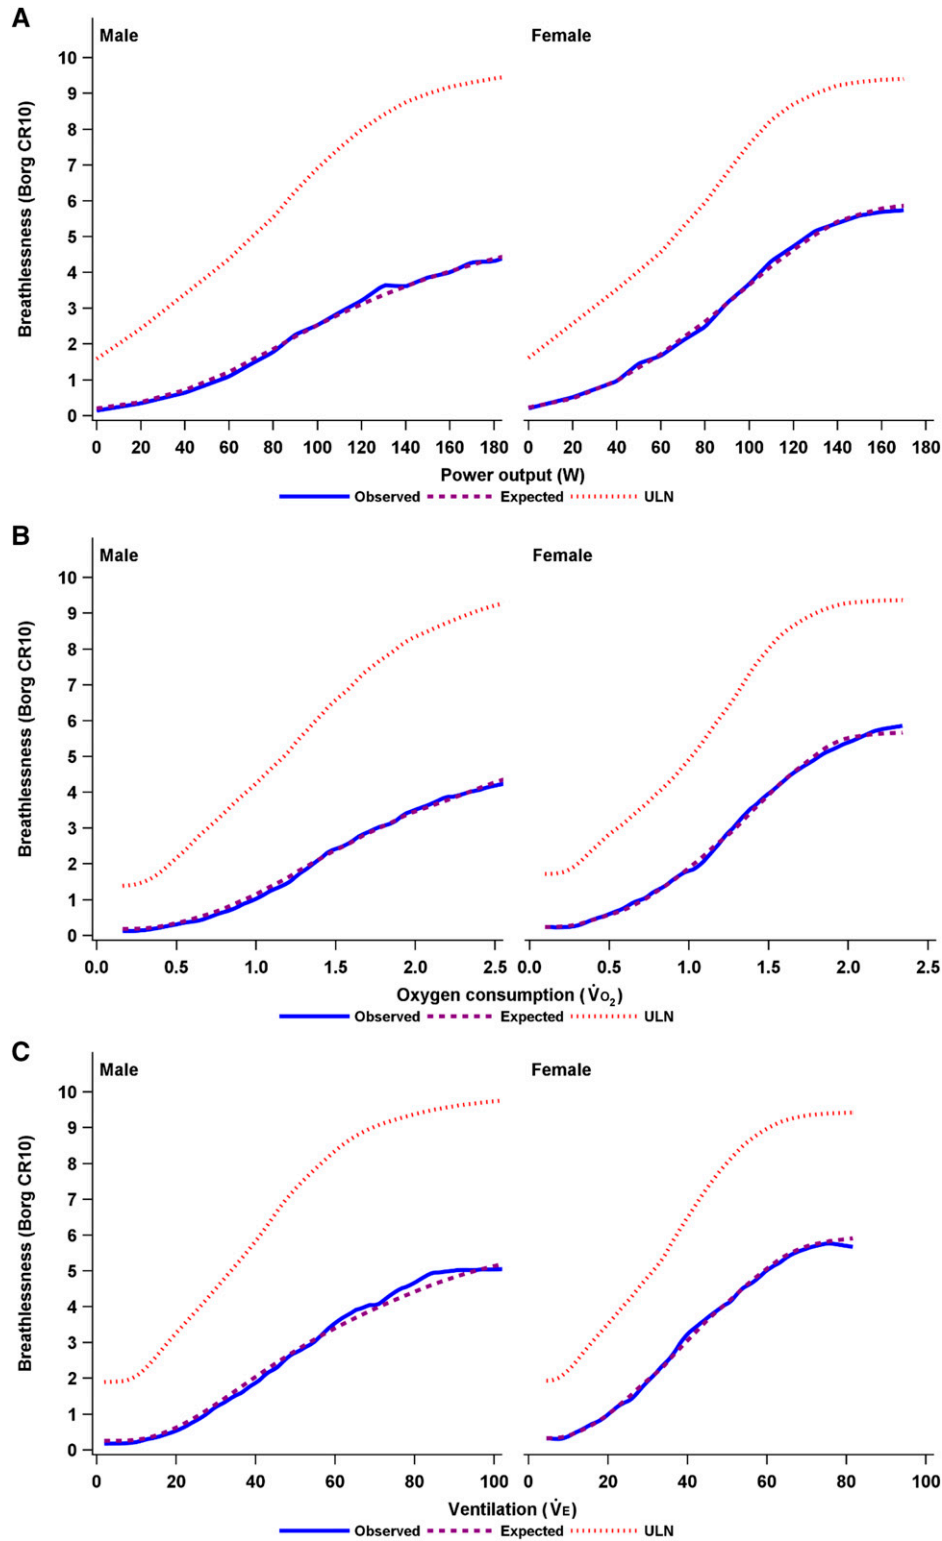 A
Male
Female
Breathlessness (Borg CR10)
10
9
8
7
6
5
4
3
2
1
0
0 20 40 60 80 100 120 140 160 180
0 20 40 60 80 100 120 140 160 180
Power output (W)
Observed Expected ULN
B
Male
Female
Breathlessness (Borg CR10)
10
9
8
7
6
5
4
3
2
1
0
0.0 0.5 1.0 1.5 2.0 2.5
0.0 0.5 1.0 1.5 2.0 2.5
Oxygen consumption (V̇O₂)
Observed Expected ULN
C
Male
Female
Breathlessness (Borg CR10)
10
9
8
7
6
5
4
3
2
1
0
0 20 40 60 80 100
0 20 40 60 80 100
Ventilation (V̇E)
Observed Expected ULN